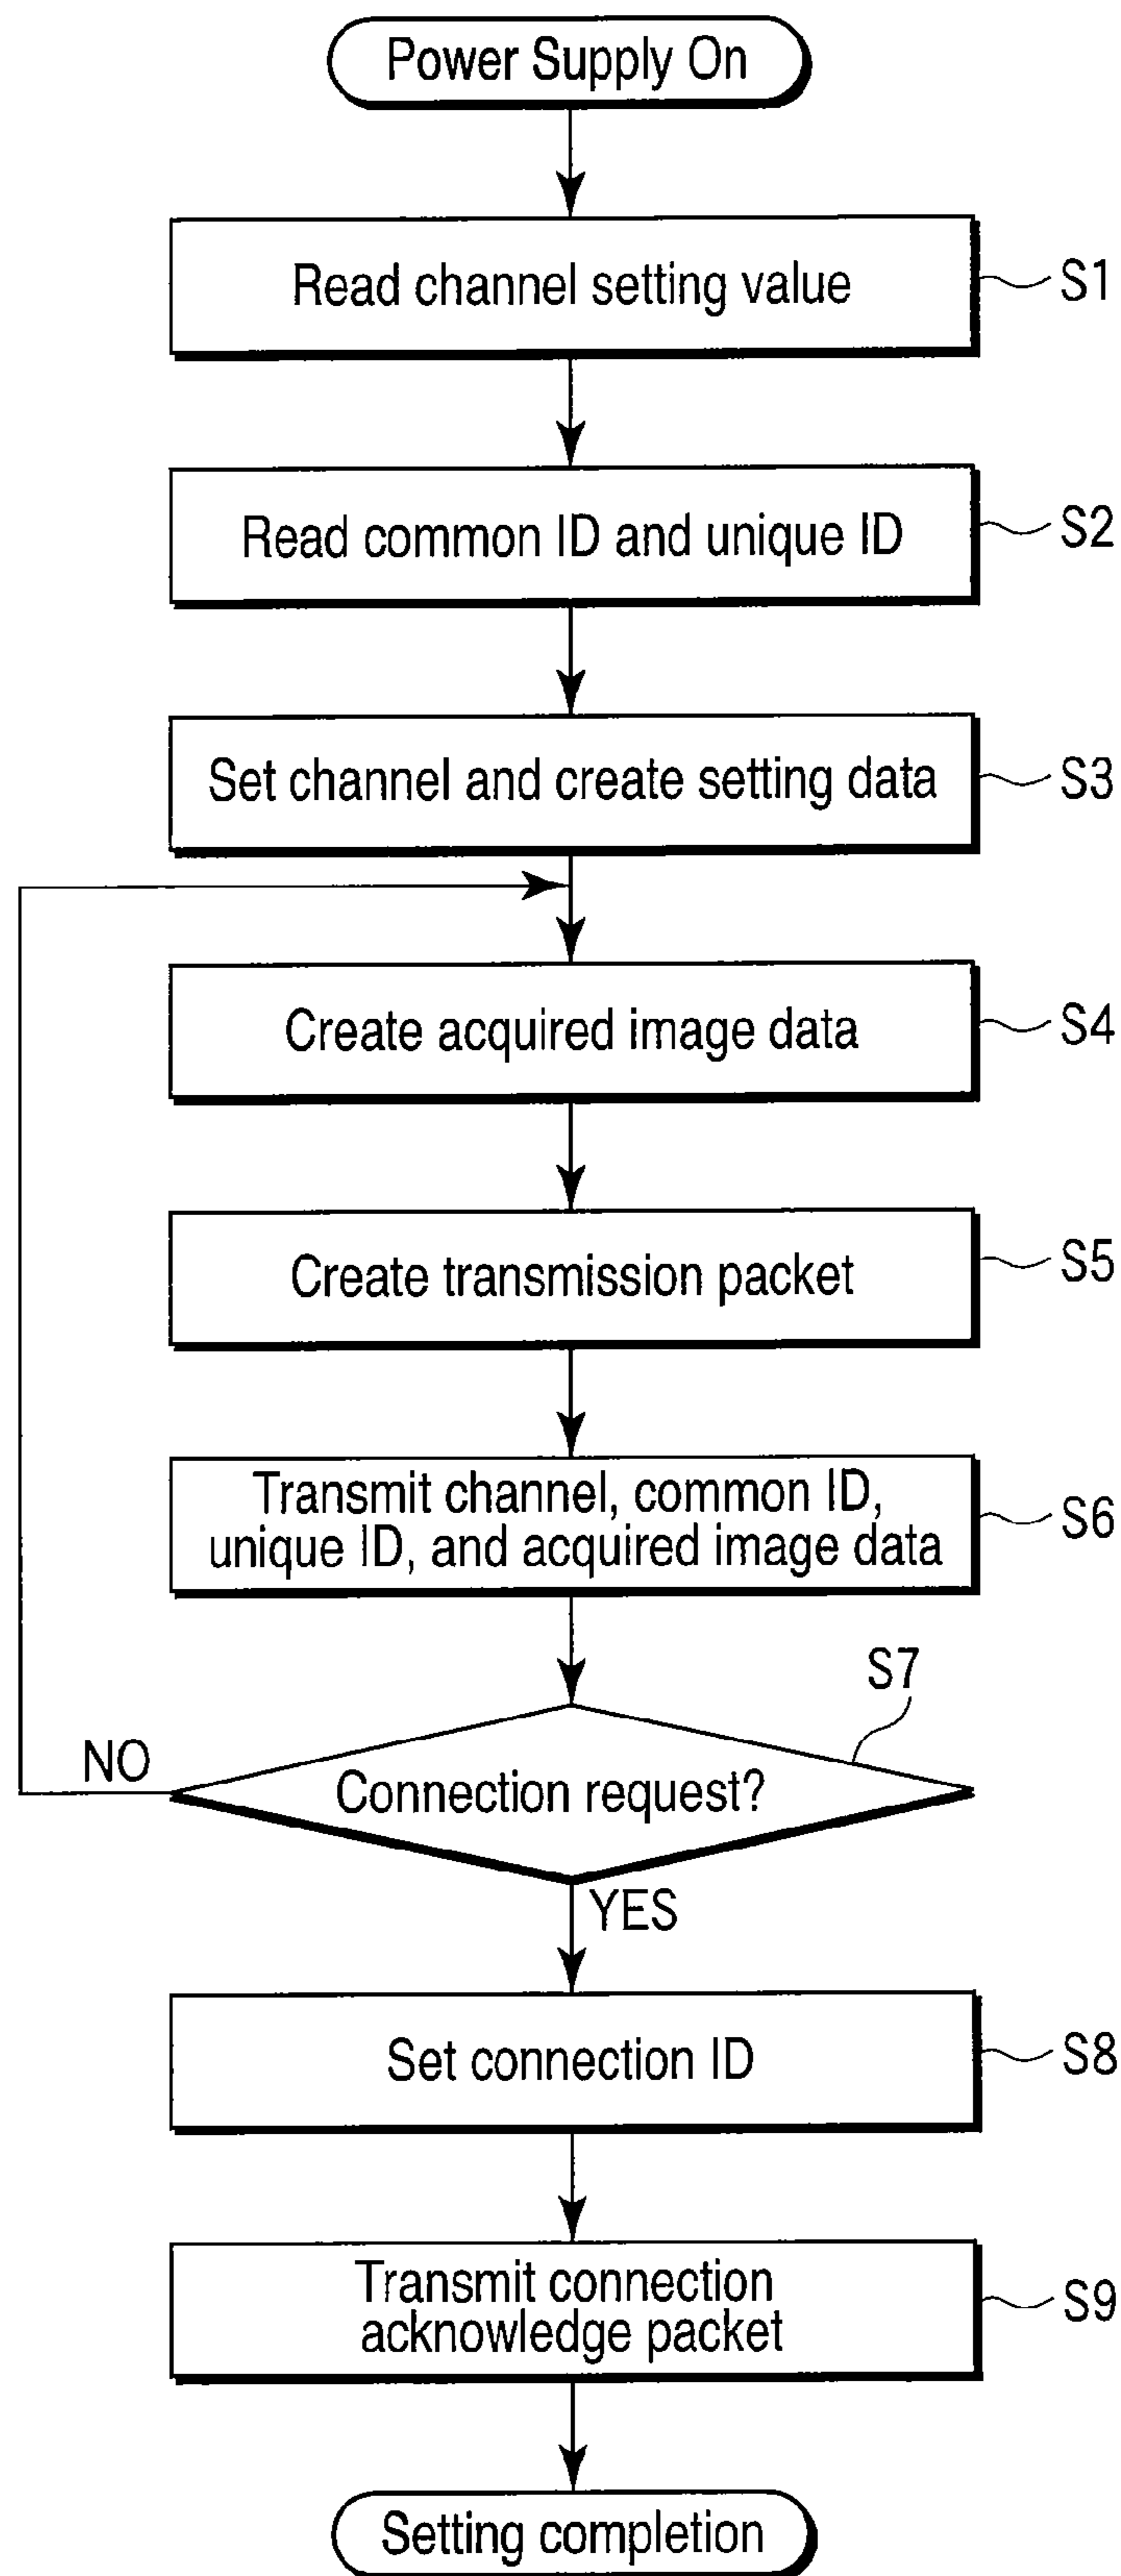 Power Supply On
Read channel setting value
S1
Read common ID and unique ID
S2
Set channel and create setting data
S3
Create acquired image data
S4
Create transmission packet
S5
Transmit channel, common ID,
unique ID, and acquired image data
S6
S7
NO
Connection request?
YES
Set connection ID
S8
Transmit connection
acknowledge packet
S9
Setting completion